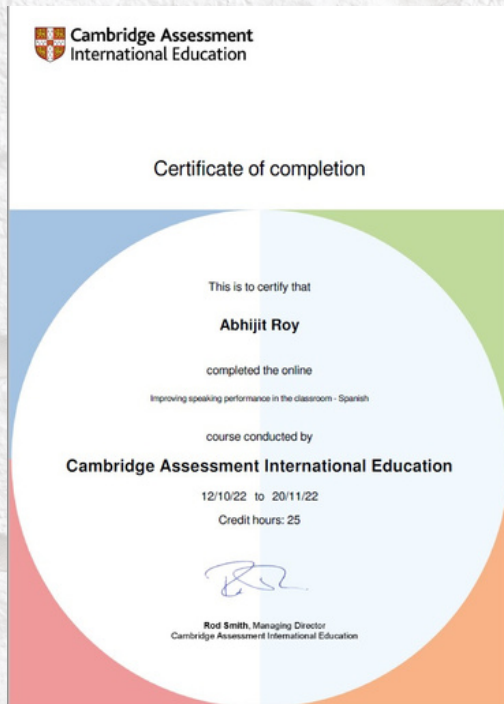 Cambridge Assessment
International Education
Certificate of completion
This is to certify that
Abhijit Roy
completed the online
Improving speaking performance in the classroom - Spanish
course conducted by
Cambridge Assessment International Education
12/10/22 to 20/11/22
Credit hours: 25
Rod Smith, Managing Director
Cambridge Assessment International Education